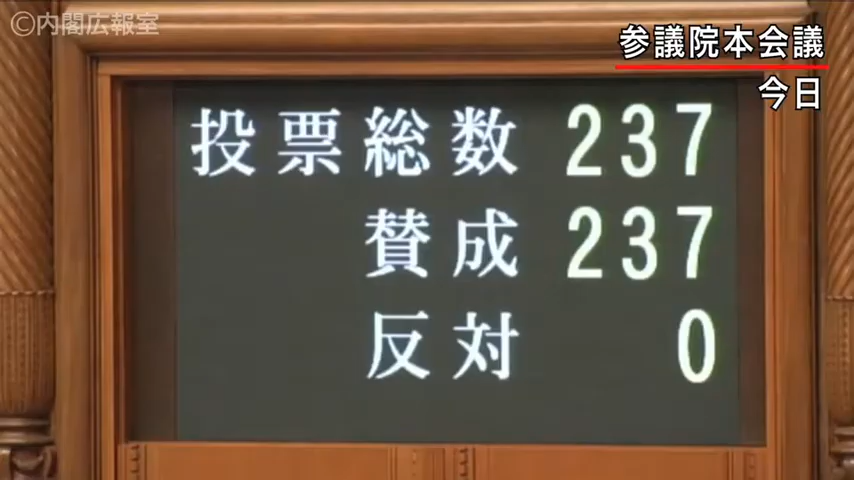 ©内閣広報室
参議院本会議
今日
投票総数 237
賛成 237
反対 0